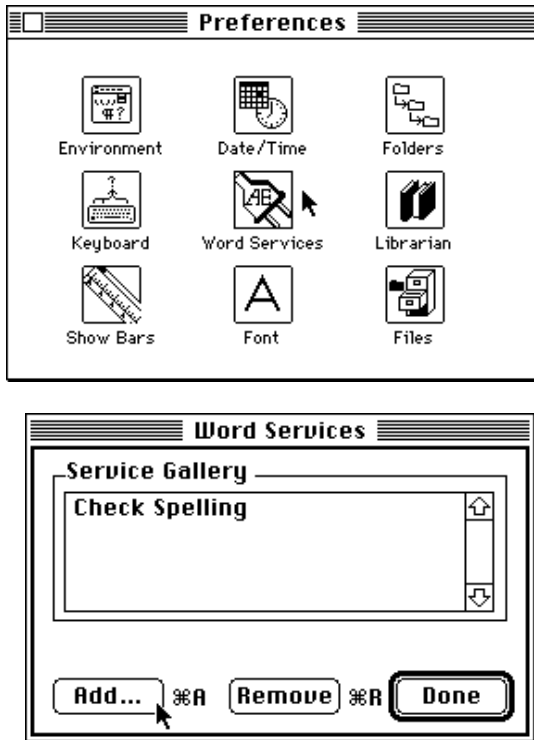 Preferences
¶?
Environment Date/Time Folders
?
AE
Keyboard Word Services Librarian
A
Show Bars Font Files
Word Services
Service Gallery
Check Spelling
Add... ⌘A Remove ⌘R Done